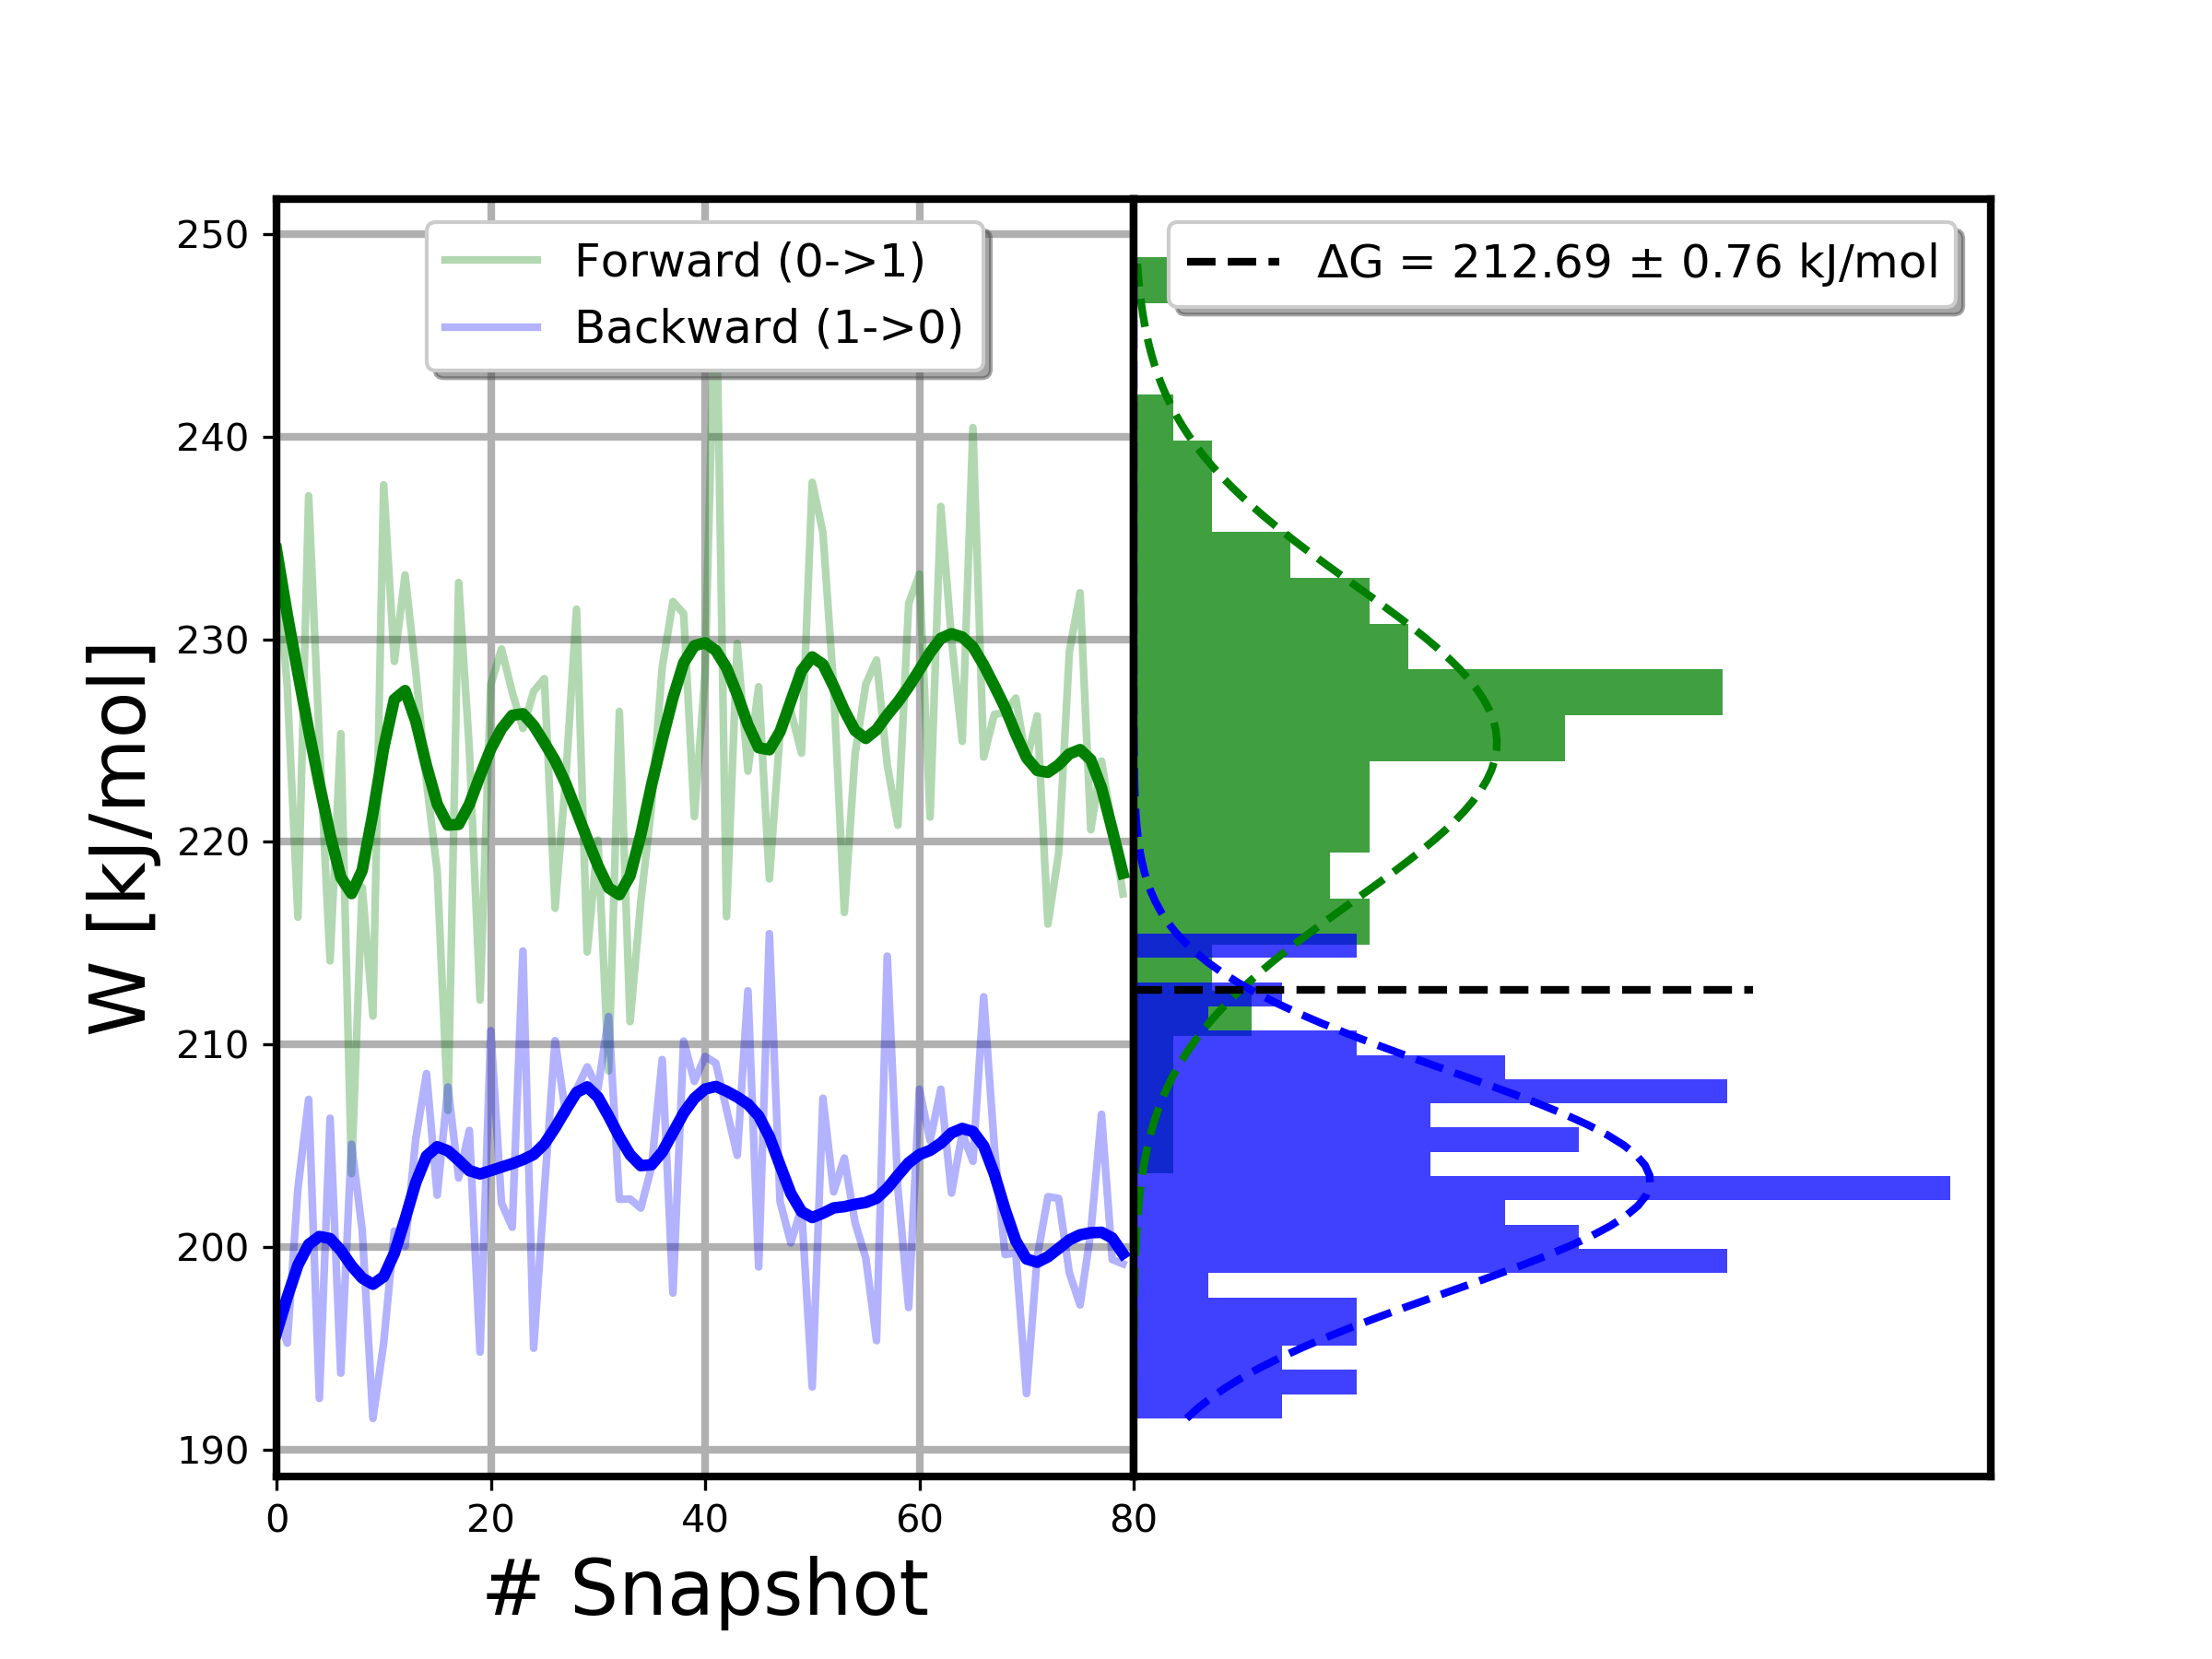 Forward (0->1)
Backward (1->0)
ΔG = 212.69 ± 0.76 kJ/mol
250
240
230
220
210
200
190
W [kJ/mol]
0
20
40
60
80
# Snapshot